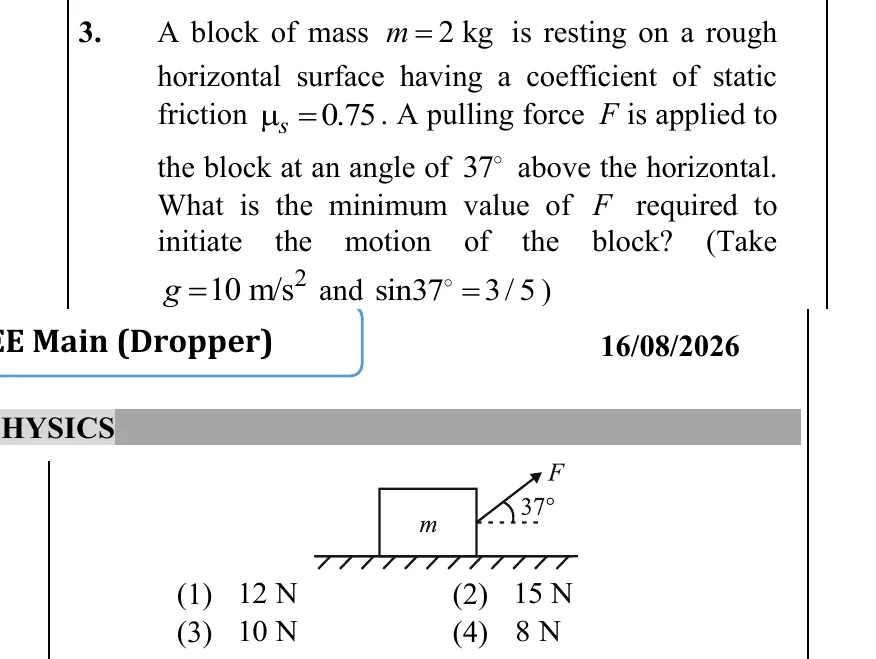 3. A block of mass m = 2 kg is resting on a rough
horizontal surface having a coefficient of static
friction μₛ = 0.75. A pulling force F is applied to
the block at an angle of 37° above the horizontal.
What is the minimum value of F required to
initiate the motion of the block? (Take
g = 10 m/s² and sin37° = 3 / 5)
EE Main (Dropper) 16/08/2026
HYSICS
F
37°
m
(1) 12 N (2) 15 N
(3) 10 N (4) 8 N